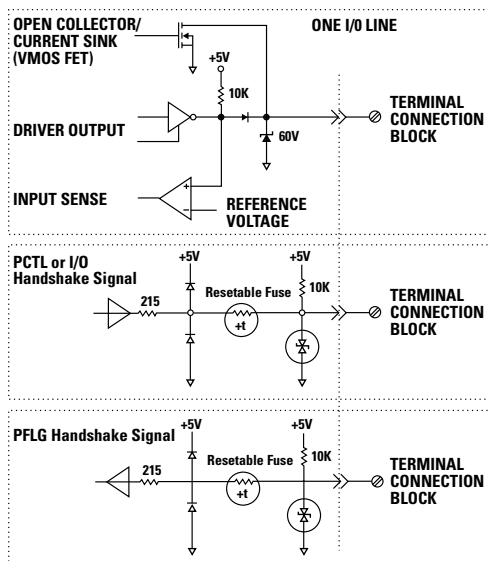 OPEN COLLECTOR/
CURRENT SINK
(VMOS FET)
ONE I/0 LINE
+5V
10K
DRIVER OUTPUT
60V
TERMINAL
CONNECTION
BLOCK
INPUT SENSE
+
–
REFERENCE
VOLTAGE
PCTL or I/O
Handshake Signal
+5V
+5V
215
Resetable Fuse
+t
10K
TERMINAL
CONNECTION
BLOCK
PFLG Handshake Signal
+5V
+5V
215
Resetable Fuse
+t
10K
TERMINAL
CONNECTION
BLOCK